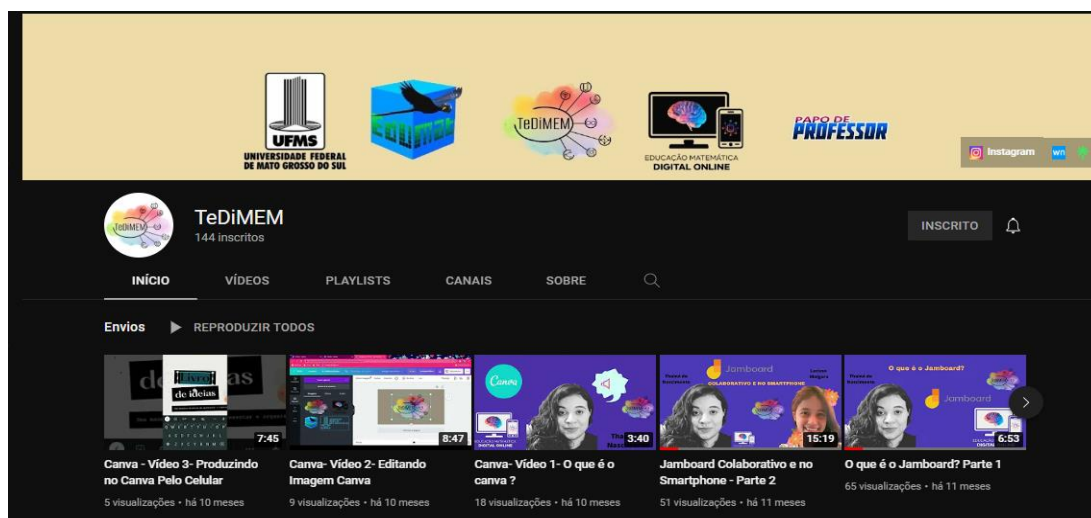 UFMS
UNIVERSIDADE FEDERAL
DE MATO GROSSO DO SUL
EduMat
TeDiMEM
EDUCAÇÃO MATEMÁTICA
DIGITAL ONLINE
PAPO DE
PROFESSOR
Instagram
wn
TeDiMEM
TeDiMEM
144 inscritos
INSCRITO
INÍCIO
VÍDEOS
PLAYLISTS
CANAIS
SOBRE
Envios
REPRODUZIR TODOS
Livro
de ideias
7:45
TeDiMEM
8:47
Canva
3:40
Jamboard
COLABORATIVO E NO SMARTPHONE
15:19
O que é o Jamboard?
Jamboard
6:53
Canva - Vídeo 3- Produzindo
no Canva Pelo Celular
5 visualizações • há 10 meses
Canva- Vídeo 2- Editando
Imagem Canva
9 visualizações • há 10 meses
Canva- Vídeo 1- O que é o
canva ?
18 visualizações • há 10 meses
Jamboard Colaborativo e no
Smartphone - Parte 2
51 visualizações • há 11 meses
O que é o Jamboard? Parte 1
65 visualizações • há 11 meses